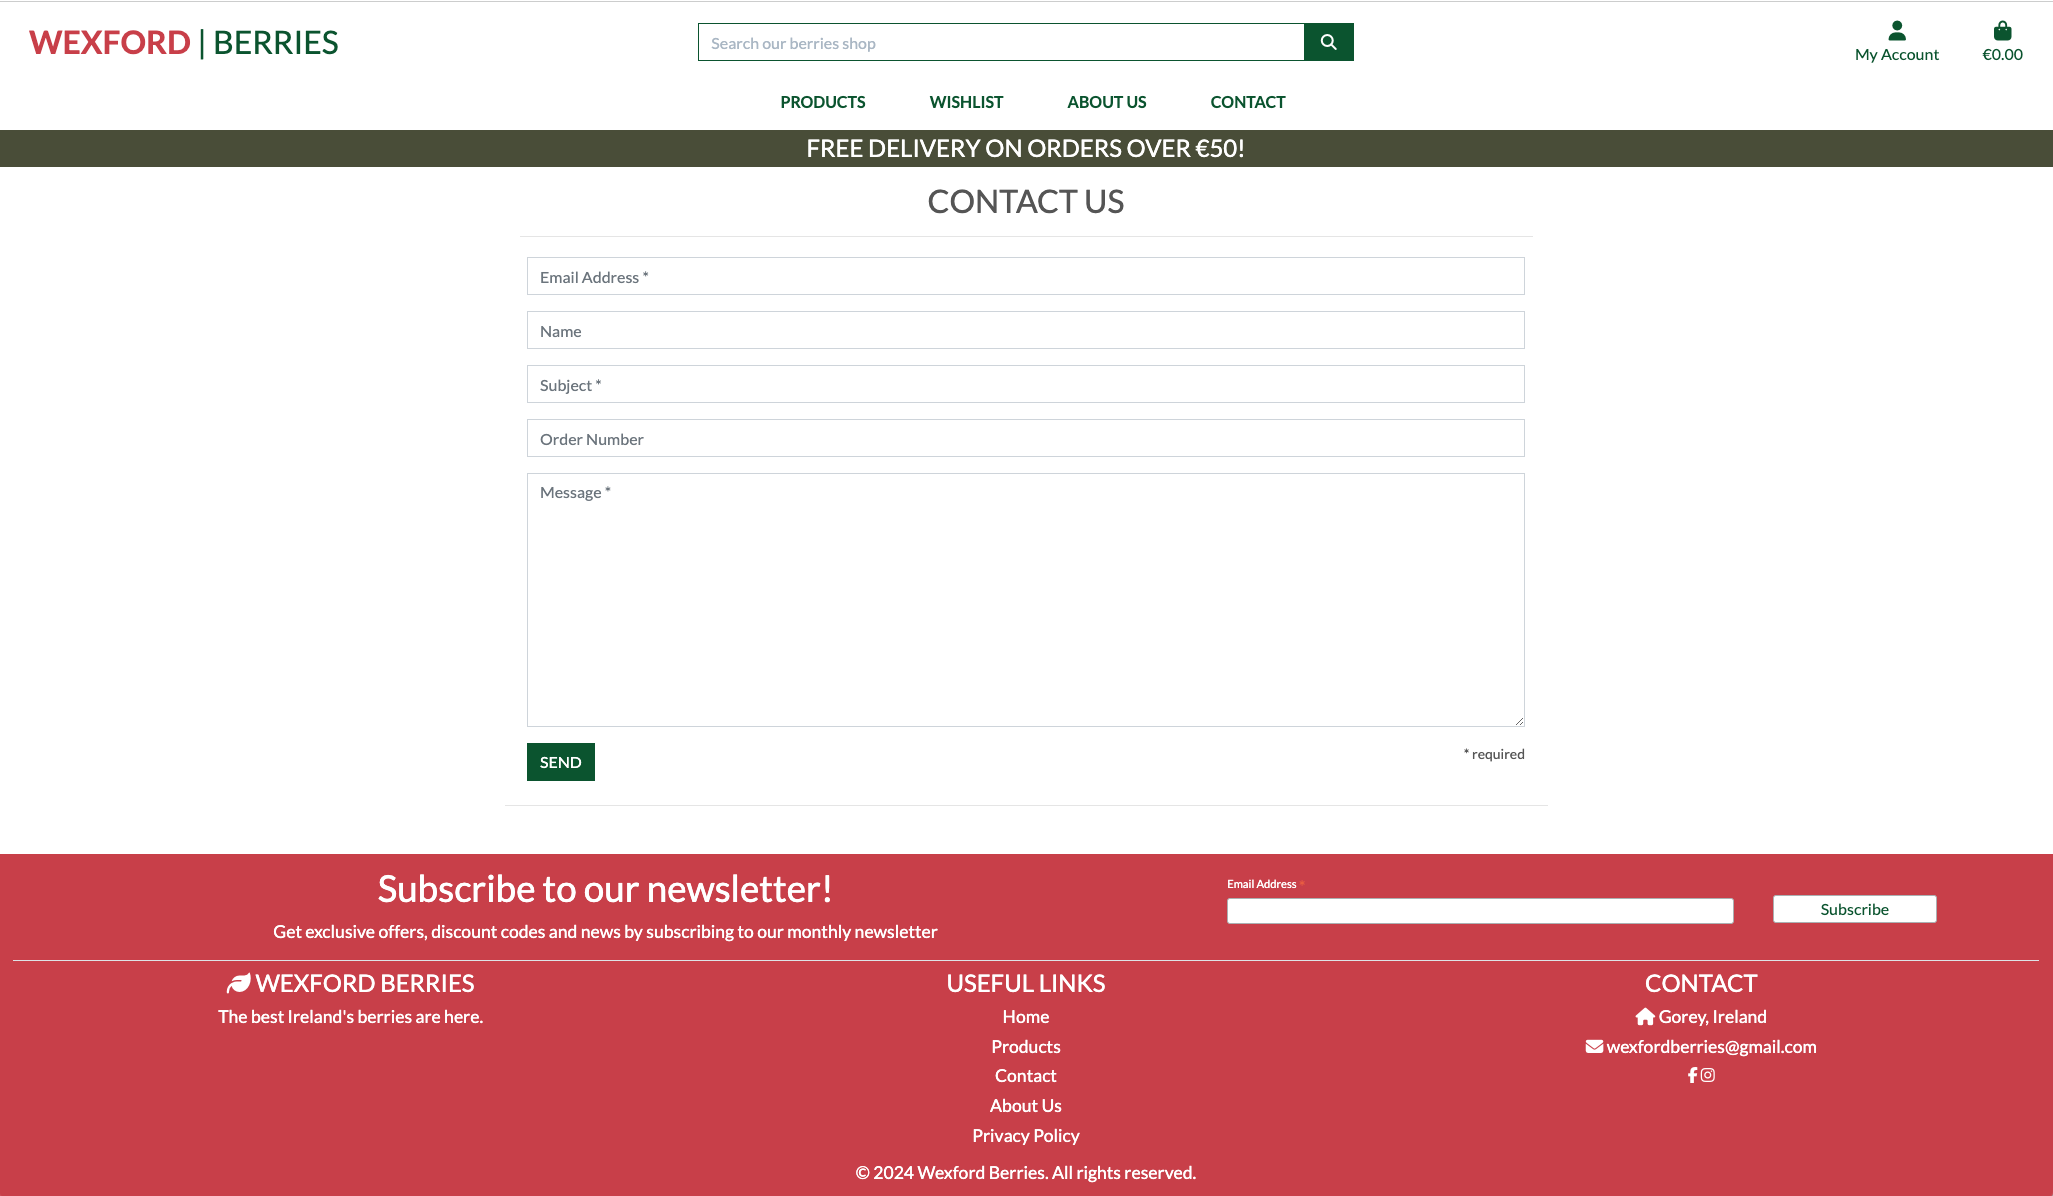 WEXFORD | BERRIES
Search our berries shop
My Account
€0.00
PRODUCTS
WISHLIST
ABOUT US
CONTACT
FREE DELIVERY ON ORDERS OVER €50!
CONTACT US
Email Address *
Name
Subject *
Order Number
Message *
SEND
* required
Subscribe to our newsletter!
Get exclusive offers, discount codes and news by subscribing to our monthly newsletter
Email Address *
Subscribe
WEXFORD BERRIES
The best Ireland's berries are here.
USEFUL LINKS
Home
Products
Contact
About Us
Privacy Policy
CONTACT
Gorey, Ireland
wexfordberries@gmail.com
© 2024 Wexford Berries. All rights reserved.